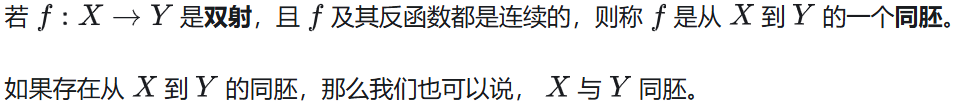 若 f : X → Y 是双射，且 f 及其反函数都是连续的，则称 f 是从 X 到 Y 的一个同胚。
如果存在从 X 到 Y 的同胚，那么我们也可以说， X 与 Y 同胚。